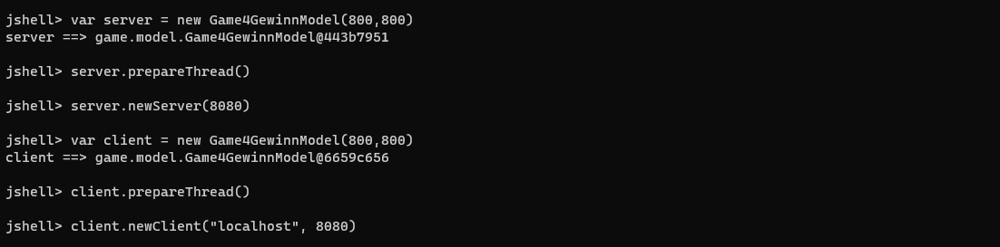 jshell> var server = new Game4GewinnModel(800,800)
server ==> game.model.Game4GewinnModel@443b7951
jshell> server.prepareThread()
jshell> server.newServer(8080)
jshell> var client = new Game4GewinnModel(800,800)
client ==> game.model.Game4GewinnModel@6659c656
jshell> client.prepareThread()
jshell> client.newClient("localhost", 8080)